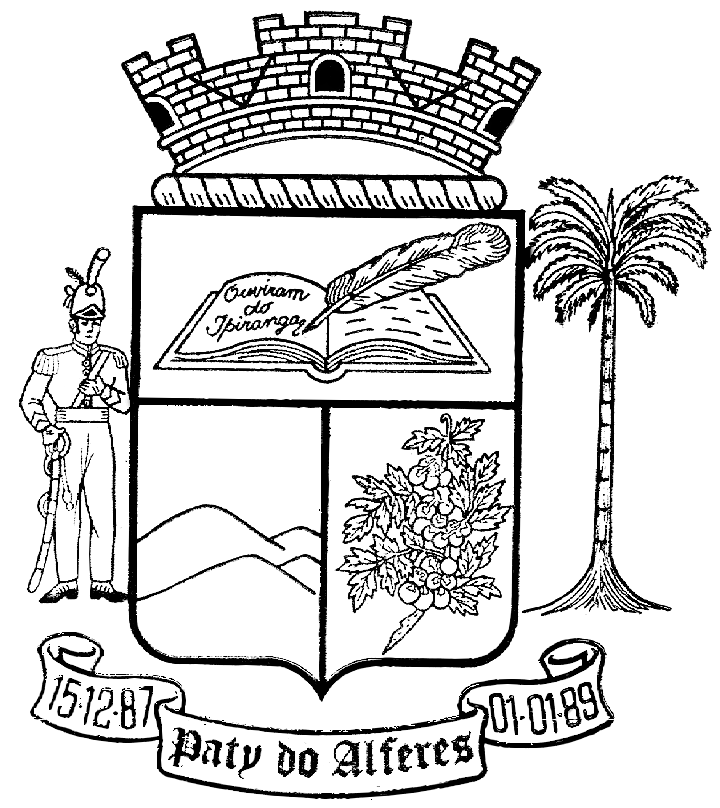 Ouviram
do
Ipiranga
15·12·87
Paty do Alferes
01·01·89